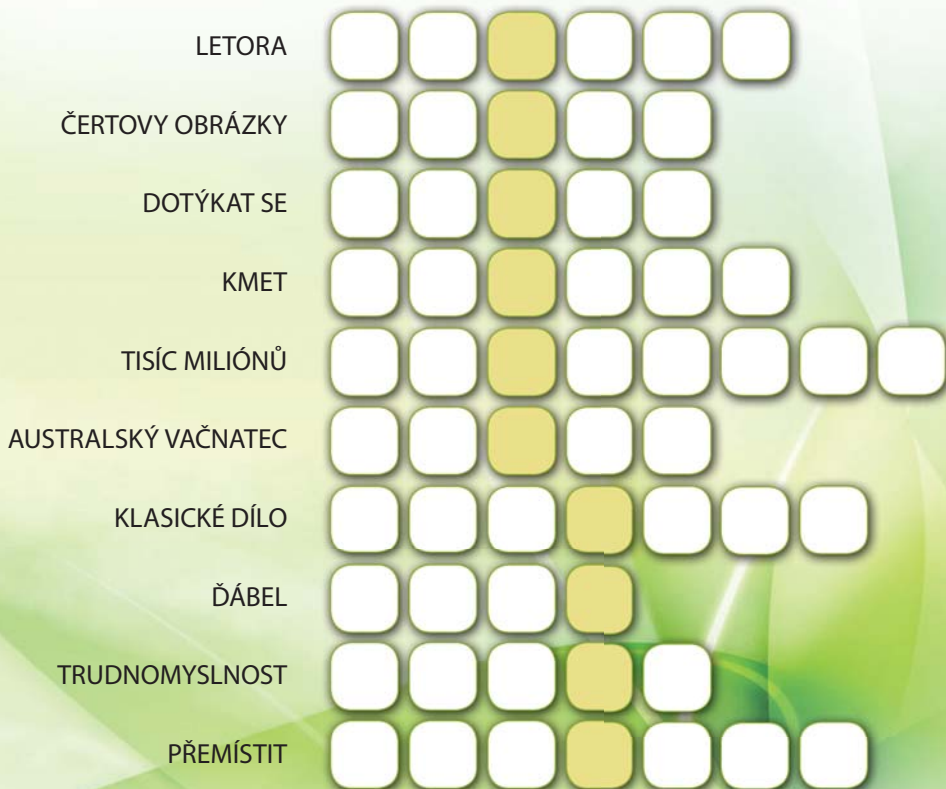 LETORA
ČERTOVY OBRÁZKY
DOTÝKAT SE
KMET
TISÍC MILIÓNŮ
AUSTRALSKÝ VAČNATEC
KLASICKÉ DÍLO
ĎÁBEL
TRUDNOMYSLNOST
PŘEMÍSTIT